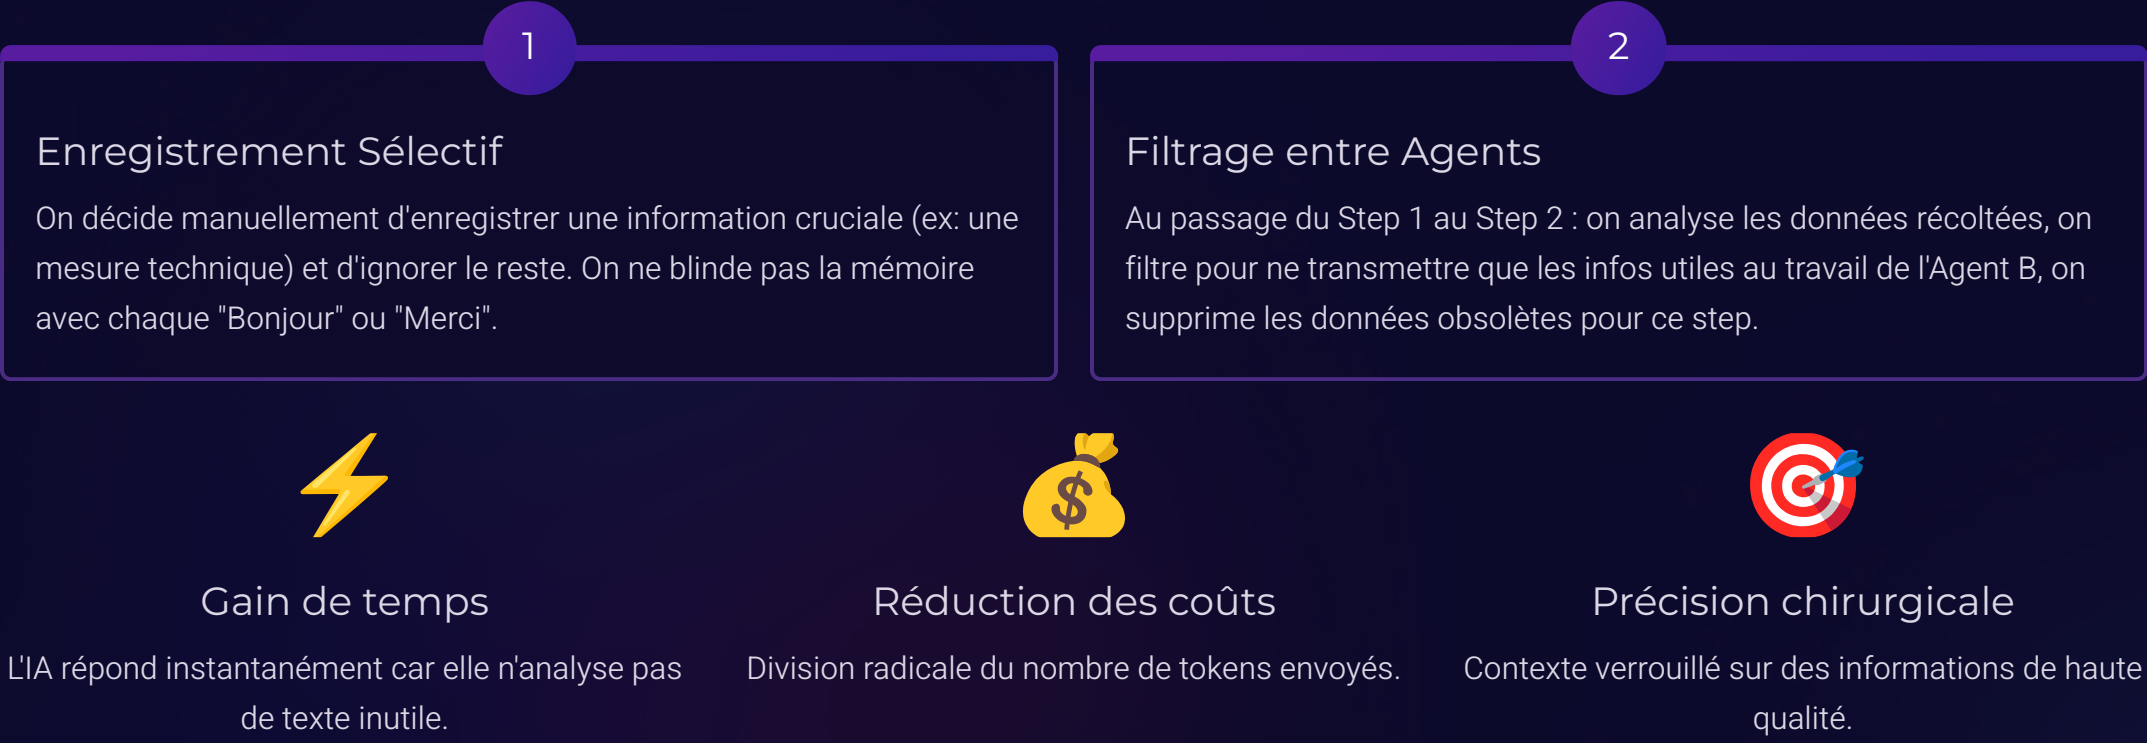 1
Enregistrement Sélectif
On décide manuellement d'enregistrer une information cruciale (ex: une
mesure technique) et d'ignorer le reste. On ne blinde pas la mémoire
avec chaque "Bonjour" ou "Merci".
2
Filtrage entre Agents
Au passage du Step 1 au Step 2 : on analyse les données récoltées, on
filtre pour ne transmettre que les infos utiles au travail de l'Agent B, on
supprime les données obsolètes pour ce step.
Gain de temps
L'IA répond instantanément car elle n'analyse pas
de texte inutile.
Réduction des coûts
Division radicale du nombre de tokens envoyés.
Précision chirurgicale
Contexte verrouillé sur des informations de haute
qualité.